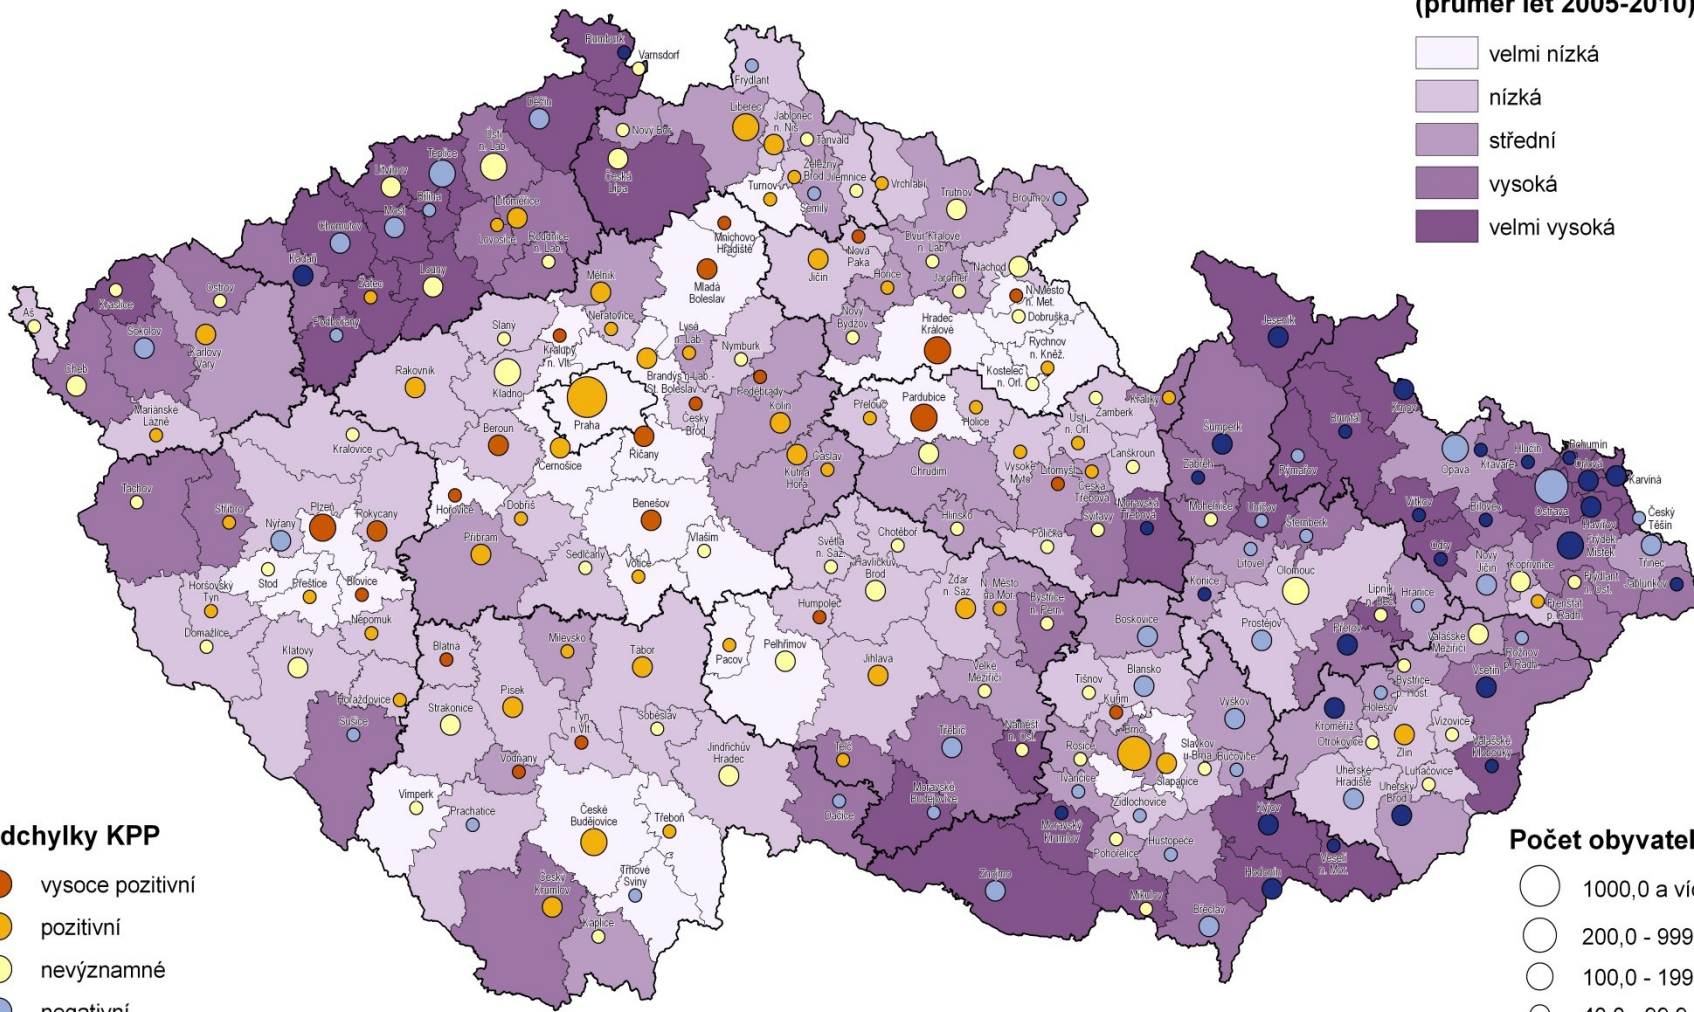 (průměr let 2005-2010)
velmi nízká
nízká
střední
vysoká
velmi vysoká
Rumburk
Varnsdorf
Frýdlant
Děčín
Liberec
Jablonec
n. Nis.
Nový Bor
Tanvald
Ústí
n. Lab.
Teplice
Litvínov
Česká
Lípa
Železný
Brod
Jilemnice
Vrchlabí
Turnov
Semily
Trutnov
Broumov
Bílina
Most
Litoměřice
Lovosice
Roudnice
n. Lab.
Chomutov
Mnichovo
Hradiště
Nová
Paka
Dvůr Králové
n. Lab.
Kadaň
Louny
Žatec
Mladá
Boleslav
Jičín
Hořice
Jaroměř
Náchod
Kraslice
Ostrov
Mělník
N. Město
n. Met.
Aš
Sokolov
Karlovy
Vary
Podbořany
Slaný
Neratovice
Nový
Bydžov
Dobruška
Jeseník
Kralupy
n. Vlt.
Lysá
n. Lab.
Nymburk
Hradec
Králové
Rychnov
n. Kněž.
Cheb
Rakovník
Kladno
Brandýs n.Lab.-
St. Boleslav
Poděbrady
Kostelec
n. Orl.
Krnov
Mariánské
Lázně
Praha
Český
Brod
Kolín
Přelouč
Pardubice
Holice
Žamberk
Králíky
Bruntál
Kralovice
Beroun
Černošice
Říčany
Kutná
Hora
Čáslav
Chrudim
Ústí
n. Orl.
Vysoké
Mýto
Litomyšl
Česká
Třebová
Lanškroun
Šumperk
Zábřeh
Rýmařov
Opava
Kravaře
Hlučín
Bohumín
Orlová
Karviná
Ostrava
Havířov
Český
Těšín
Tachov
Stříbro
Nýřany
Plzeň
Rokycany
Hořovice
Dobříš
Benešov
Vlašim
Hlinsko
Svitavy
Moravská
Třebová
Mohelnice
Uničov
Šternberk
Vítkov
Bílovec
Příbram
Sedlčany
Votice
Světlá
n. Sáz.
Chotěboř
Polička
Litovel
Odry
Nový
Jičín
Kopřivnice
Frýdek
Místek
Třinec
Jablunkov
Frýdlant
n. Ost.
Frenštát
p. Radh.
Horšovský
Týn
Stod
Přeštice
Blovice
Havlíčkův
Brod
Žďár
n. Sáz.
N. Město
na Mor.
Bystřice
n. Pern.
Konice
Olomouc
Lipník
n. Beč.
Hranice
Domažlice
Nepomuk
Humpolec
Boskovice
Prostějov
Přerov
Valašské
Meziříčí
Rožnov
p. Radh.
Klatovy
Blatná
Milevsko
Tábor
Pacov
Pelhřimov
Jihlava
Velké
Meziříčí
Tišnov
Blansko
Kuřim
Vyškov
Bystřice
p. Host.
Vsetín
Horažďovice
Písek
Strakonice
Sušice
Týn
n. Vlt.
Soběslav
Jindřichův
Hradec
Třebíč
Náměšť
n. Osl.
Rosice
Brno
Slavkov
u Brna
Bučovice
Kroměříž
Holešov
Otrokovice
Zlín
Vizovice
Valašské
Klobouky
Vodňany
Telč
Ivančice
Šlapanice
Uherské
Hradiště
Luhačovice
Uherský
Brod
Vimperk
Prachatice
České
Budějovice
Třeboň
Dačice
Moravské
Budějovice
Moravský
Krumlov
Židlochovice
Pohořelice
Hustopeče
Kyjov
Veselí
n. Mor.
Český
Krumlov
Trhové
Sviny
Kaplice
Znojmo
Mikulov
Břeclav
Hodonín
dchylky KPP
vysoce pozitivní
pozitivní
nevýznamné
negativní
Počet obyvatel
1000,0 a víc
200,0 - 999
100,0 - 199